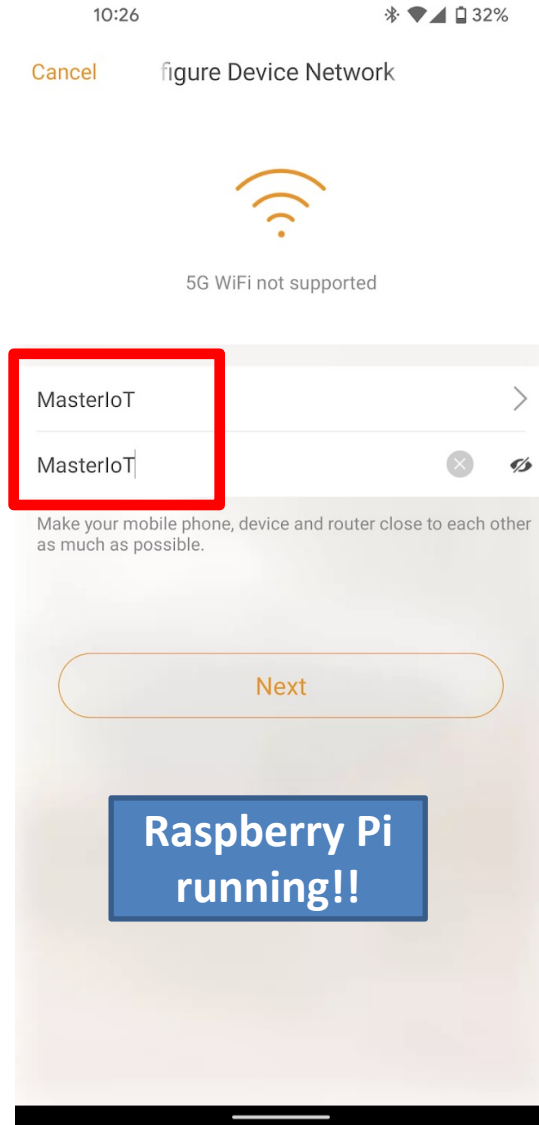 10:26
32%
Cancel
figure Device Network
5G WiFi not supported
MasterIoT
MasterIoT
Make your mobile phone, device and router close to each other
as much as possible.
Next
Raspberry Pi
running!!